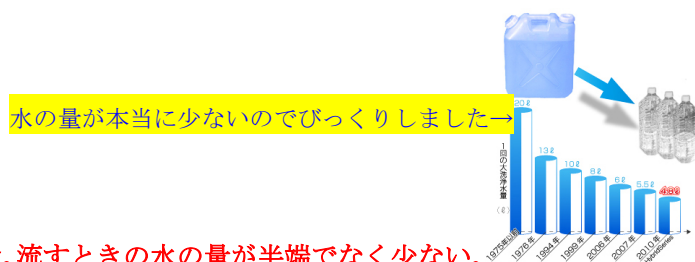 水の量が本当に少ないのでびっくりしました→
20ℓ
13ℓ
10ℓ
8ℓ
6ℓ
5.5ℓ
4.8ℓ
1回の大洗浄水量
(ℓ)
1975年以前
1976年
1994年
1999年
2006年
2007年
2010年
HybridSeries
流すときの水の量が半端でなく少ない。